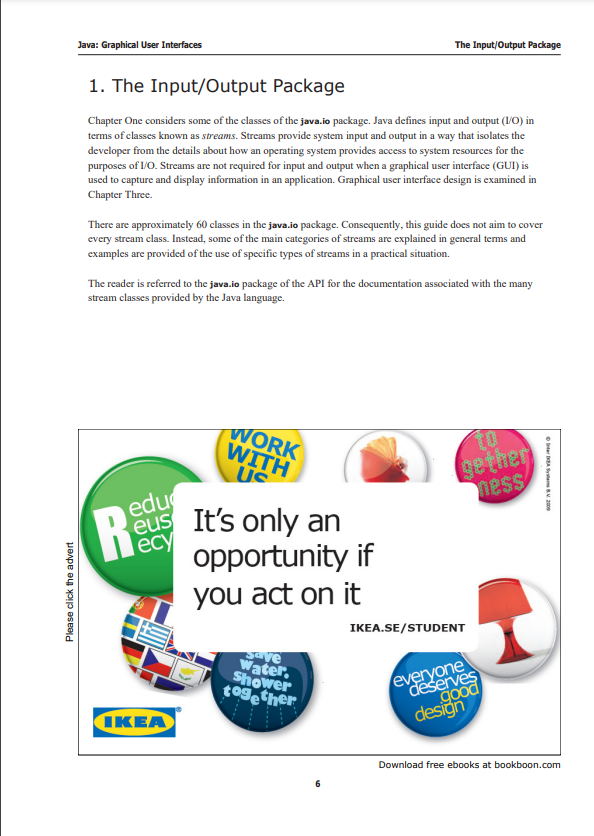 Java: Graphical User Interfaces The Input/Output Package
1. The Input/Output Package
Chapter One considers some of the classes of the java.io package. Java defines input and output (I/O) in
terms of classes known as streams. Streams provide system input and output in a way that isolates the
developer from the details about how an operating system provides access to system resources for the
purposes of I/O. Streams are not required for input and output when a graphical user interface (GUI) is
used to capture and display information in an application. Graphical user interface design is examined in
Chapter Three.
There are approximately 60 classes in the java.io package. Consequently, this guide does not aim to cover
every stream class. Instead, some of the main categories of streams are explained in general terms and
examples are provided of the use of specific types of streams in a practical situation.
The reader is referred to the java.io package of the API for the documentation associated with the many
stream classes provided by the Java language.
Please click the advert
WORK
WITH
US
to
gether
ness
© Inter IKEA Systems B.V. 2009
Reduc
Reus
Recy
It's only an
opportunity if
you act on it
IKEA.SE/STUDENT
save
water.
shower
together
everyone
deserves
good
design
IKEA®
Download free ebooks at bookboon.com
6